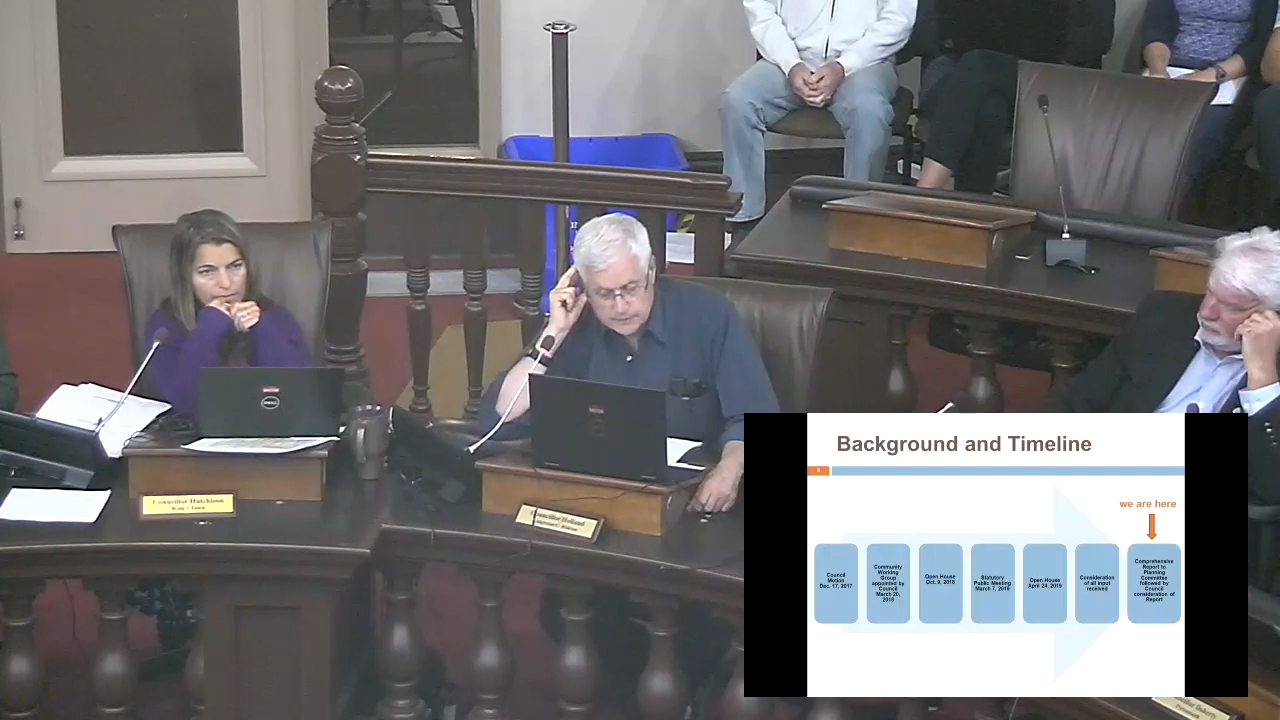 DELL
Councillor Hutchison
King's Town
Councillor Holland
Background and Timeline
5
we are here
Council
Motion
Dec. 17, 2017
Community
Working
Group
appointed by
Council
March 20,
2018
Open House
Oct. 9, 2018
Statutory
Public Meeting
March 7, 2019
Open House
April 24, 2019
Consideration
of all input
received
Comprehensive
Report to
Planning
Committee
followed by
Council
consideration of
Report